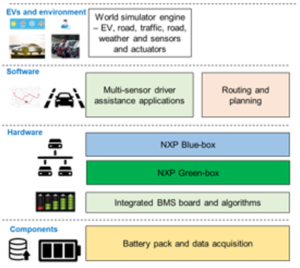 EVs and environment
World simulator engine
– EV, road, traffic, road,
weather and sensors
and actuators
Software
Multi-sensor driver
assistance applications
Routing and
planning
Hardware
NXP Blue-box
NXP Green-box
Integrated BMS board and algorithms
Components
Battery pack and data acquisition